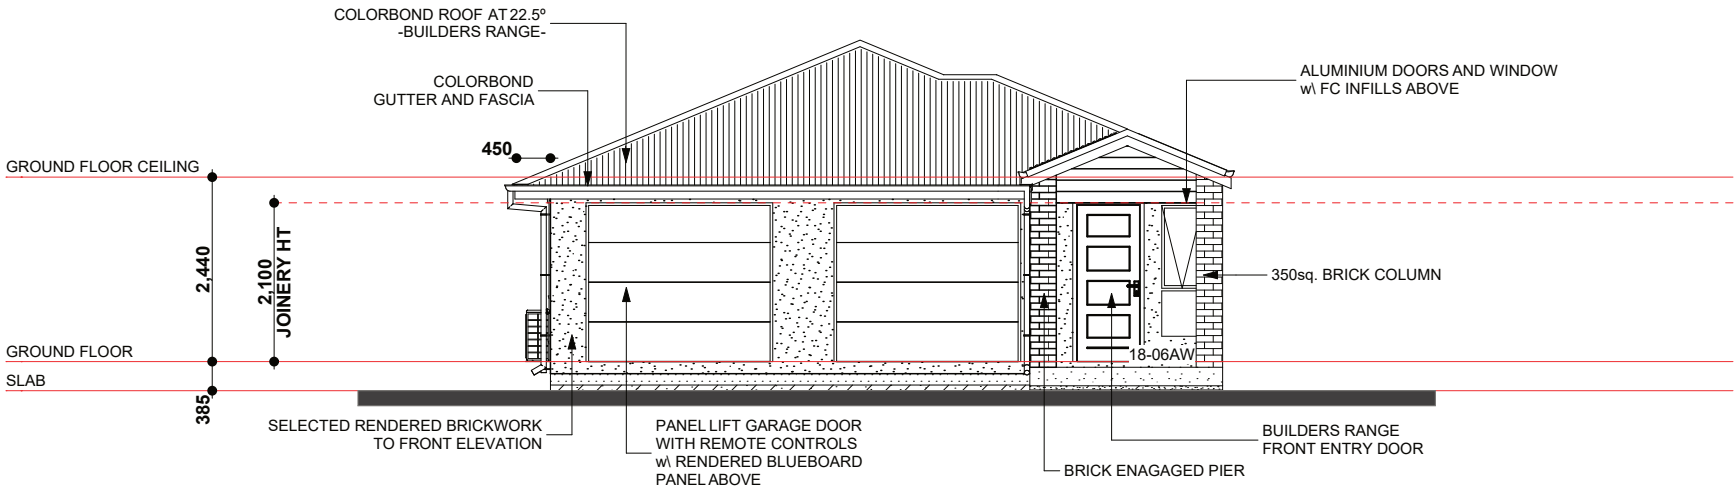 COLORBOND ROOF AT 22.5º
-BUILDERS RANGE-
COLORBOND
GUTTER AND FASCIA
ALUMINIUM DOORS AND WINDOW
w\ FC INFILLS ABOVE
450
GROUND FLOOR CEILING
2,440
2,100
JOINERY HT
350sq. BRICK COLUMN
GROUND FLOOR
18-06AW
SLAB
385
SELECTED RENDERED BRICKWORK
TO FRONT ELEVATION
PANEL LIFT GARAGE DOOR
WITH REMOTE CONTROLS
w\ RENDERED BLUEBOARD
PANEL ABOVE
BRICK ENAGAGED PIER
BUILDERS RANGE
FRONT ENTRY DOOR